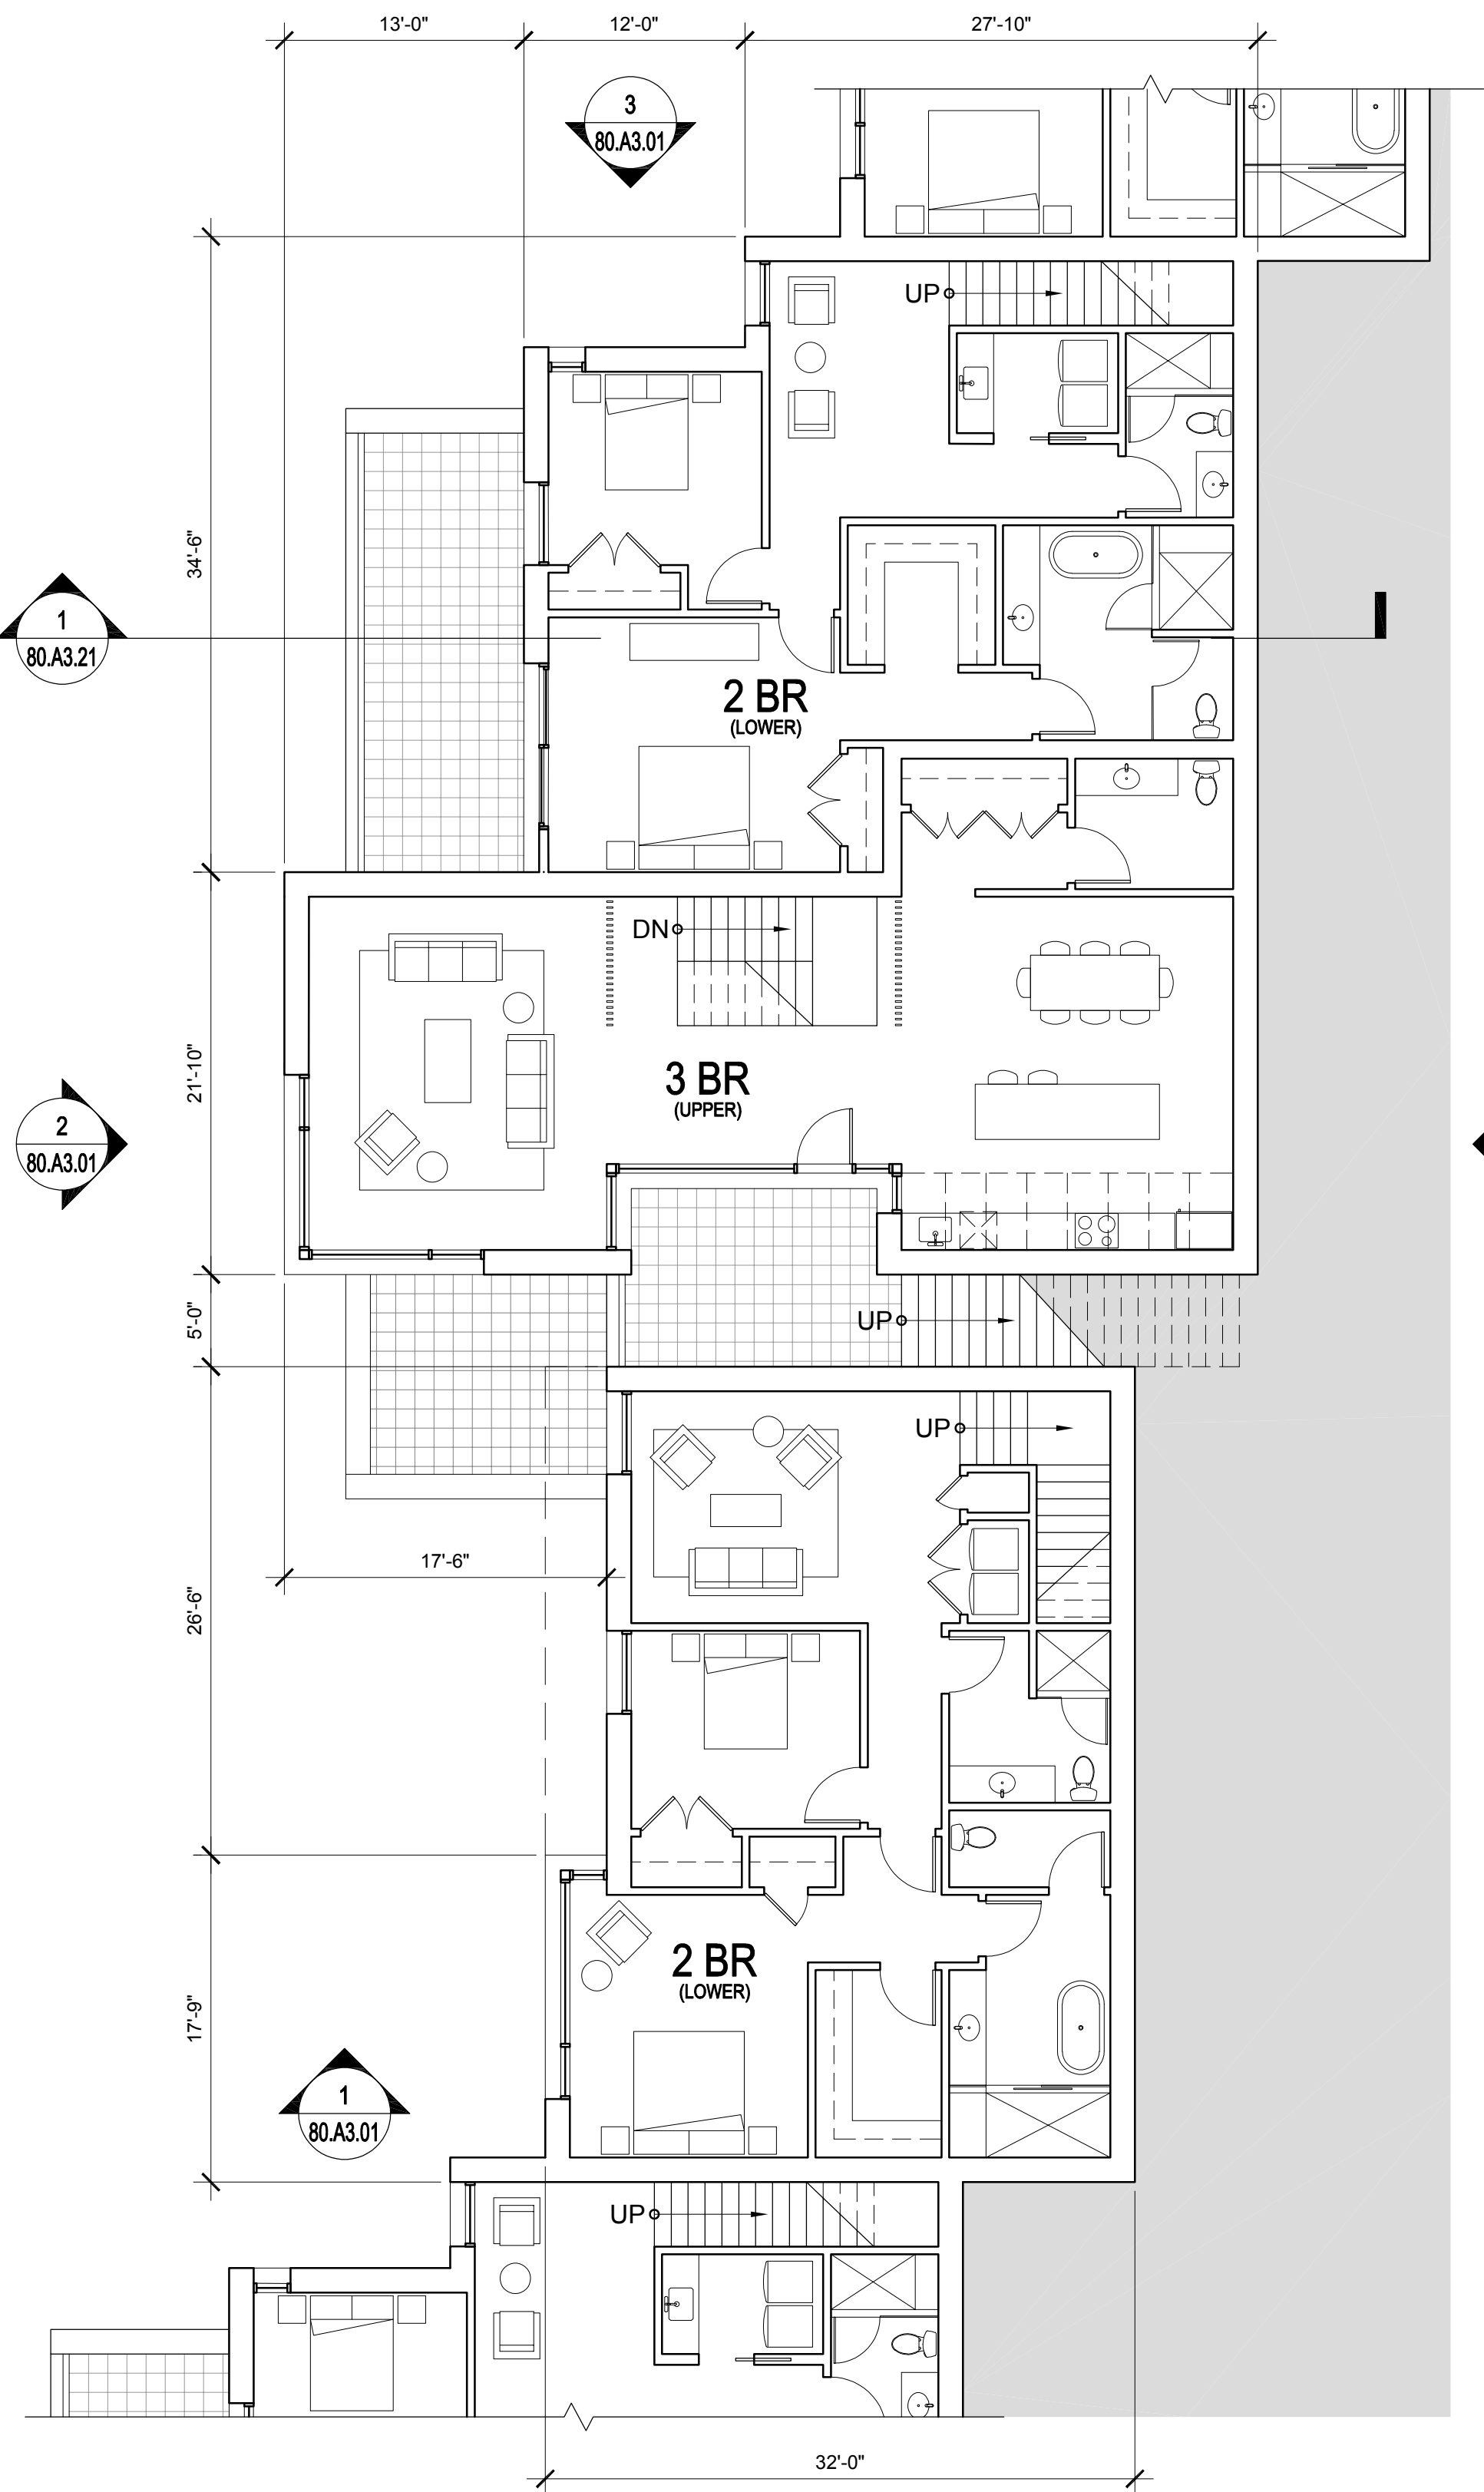 13'-0"
12'-0"
27'-10"
3
80.A3.01
UP
34'-6"
1
80.A3.21
2 BR
(LOWER)
DN
21'-10"
3 BR
(UPPER)
2
80.A3.01
5'-0"
UP
UP
17'-6"
26'-6"
2 BR
(LOWER)
17'-9"
1
80.A3.01
UP
32'-0"